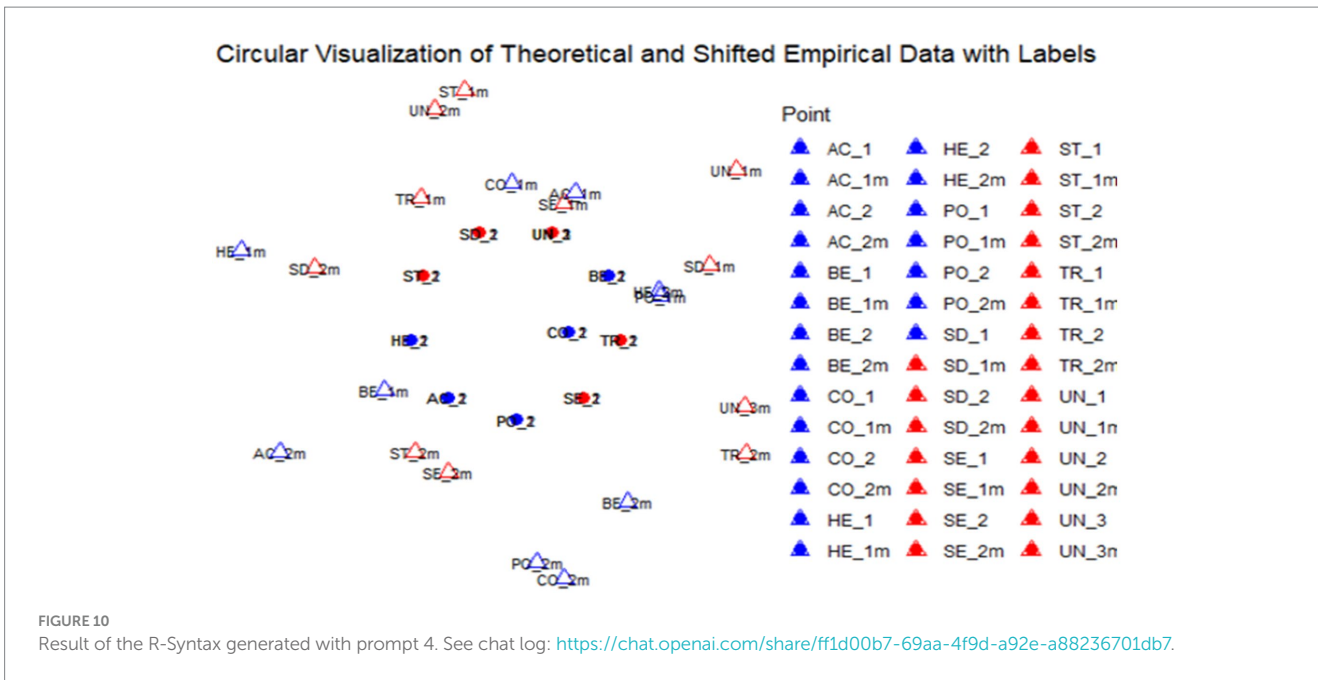 Circular Visualization of Theoretical and Shifted Empirical Data with Labels
ST_1m
UN_2m
UN_1m
CO_1m
AC_1m
TR_1m
SE_1m
SD_2
UN_2
HE_1m
SD_2m
ST_2
BE_2
SD_1m
HE_2m
PO_1m
HE_2
CO_2
TR_2
BE_1m
AC_2
SE_2
UN_3m
PO_2
AC_2m
ST_2m
TR_2m
SE_2m
BE_2m
PO_2m
CO_2m
Point
AC_1 HE_2 ST_1
AC_1m HE_2m ST_1m
AC_2 PO_1 ST_2
AC_2m PO_1m ST_2m
BE_1 PO_2 TR_1
BE_1m PO_2m TR_1m
BE_2 SD_1 TR_2
BE_2m SD_1m TR_2m
CO_1 SD_2 UN_1
CO_1m SD_2m UN_1m
CO_2 SE_1 UN_2
CO_2m SE_1m UN_2m
HE_1 SE_2 UN_3
HE_1m SE_2m UN_3m
FIGURE 10
Result of the R-Syntax generated with prompt 4. See chat log: https://chat.openai.com/share/ff1d00b7-69aa-4f9d-a92e-a88236701db7.